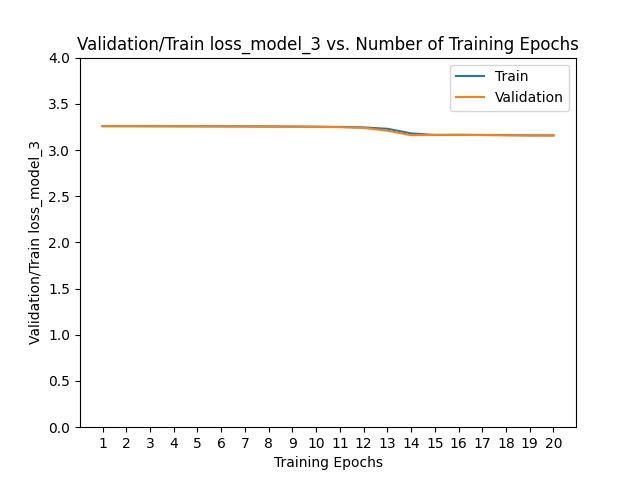 Validation/Train loss_model_3 vs. Number of Training Epochs
Train
Validation
Validation/Train loss_model_3
4.0
3.5
3.0
2.5
2.0
1.5
1.0
0.5
0.0
1 2 3 4 5 6 7 8 9 10 11 12 13 14 15 16 17 18 19 20
Training Epochs